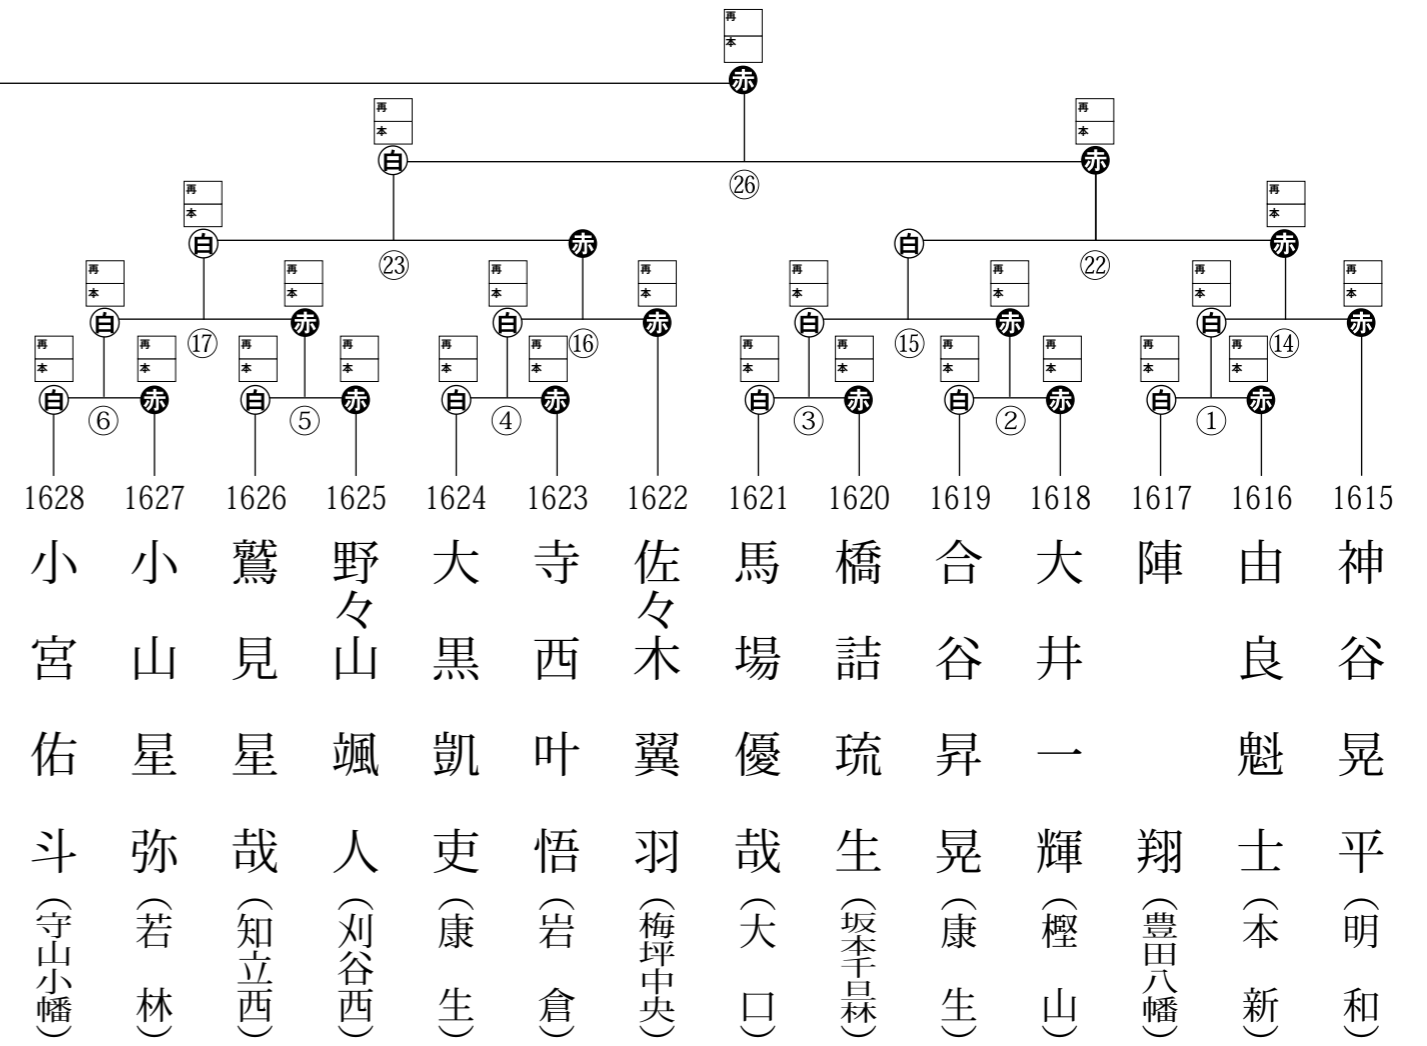 再
本
赤
再
本
再
本
白
赤
㉖
再
本
再
本
白
赤
白
赤
㉓
㉒
再
本
再
本
再
本
再
本
再
本
再
本
再
本
再
本
白
赤
白
赤
白
赤
白
赤
⑰
⑯
⑮
⑭
再
本
再
本
再
本
再
本
再
本
再
本
再
本
再
本
再
本
再
本
再
本
再
本
白
赤
白
赤
白
赤
白
赤
白
赤
白
赤
⑥
⑤
④
③
②
①
1615
神谷晃平(明和)
1616
由良魁士(本新)
1617
陣翔(豊田八幡)
1618
大井一輝(樫山)
1619
合谷昇晃(康生)
1620
橋詰琉生(坂本千旦林)
1621
馬場優哉(大口)
1622
佐々木翼羽(梅坪中央)
1623
寺西叶悟(岩倉)
1624
大黒凱吏(康生)
1625
野々山颯人(刈谷西)
1626
鷲見星哉(知立西)
1627
小山星弥(若林)
1628
小宮佑斗(守山小幡)